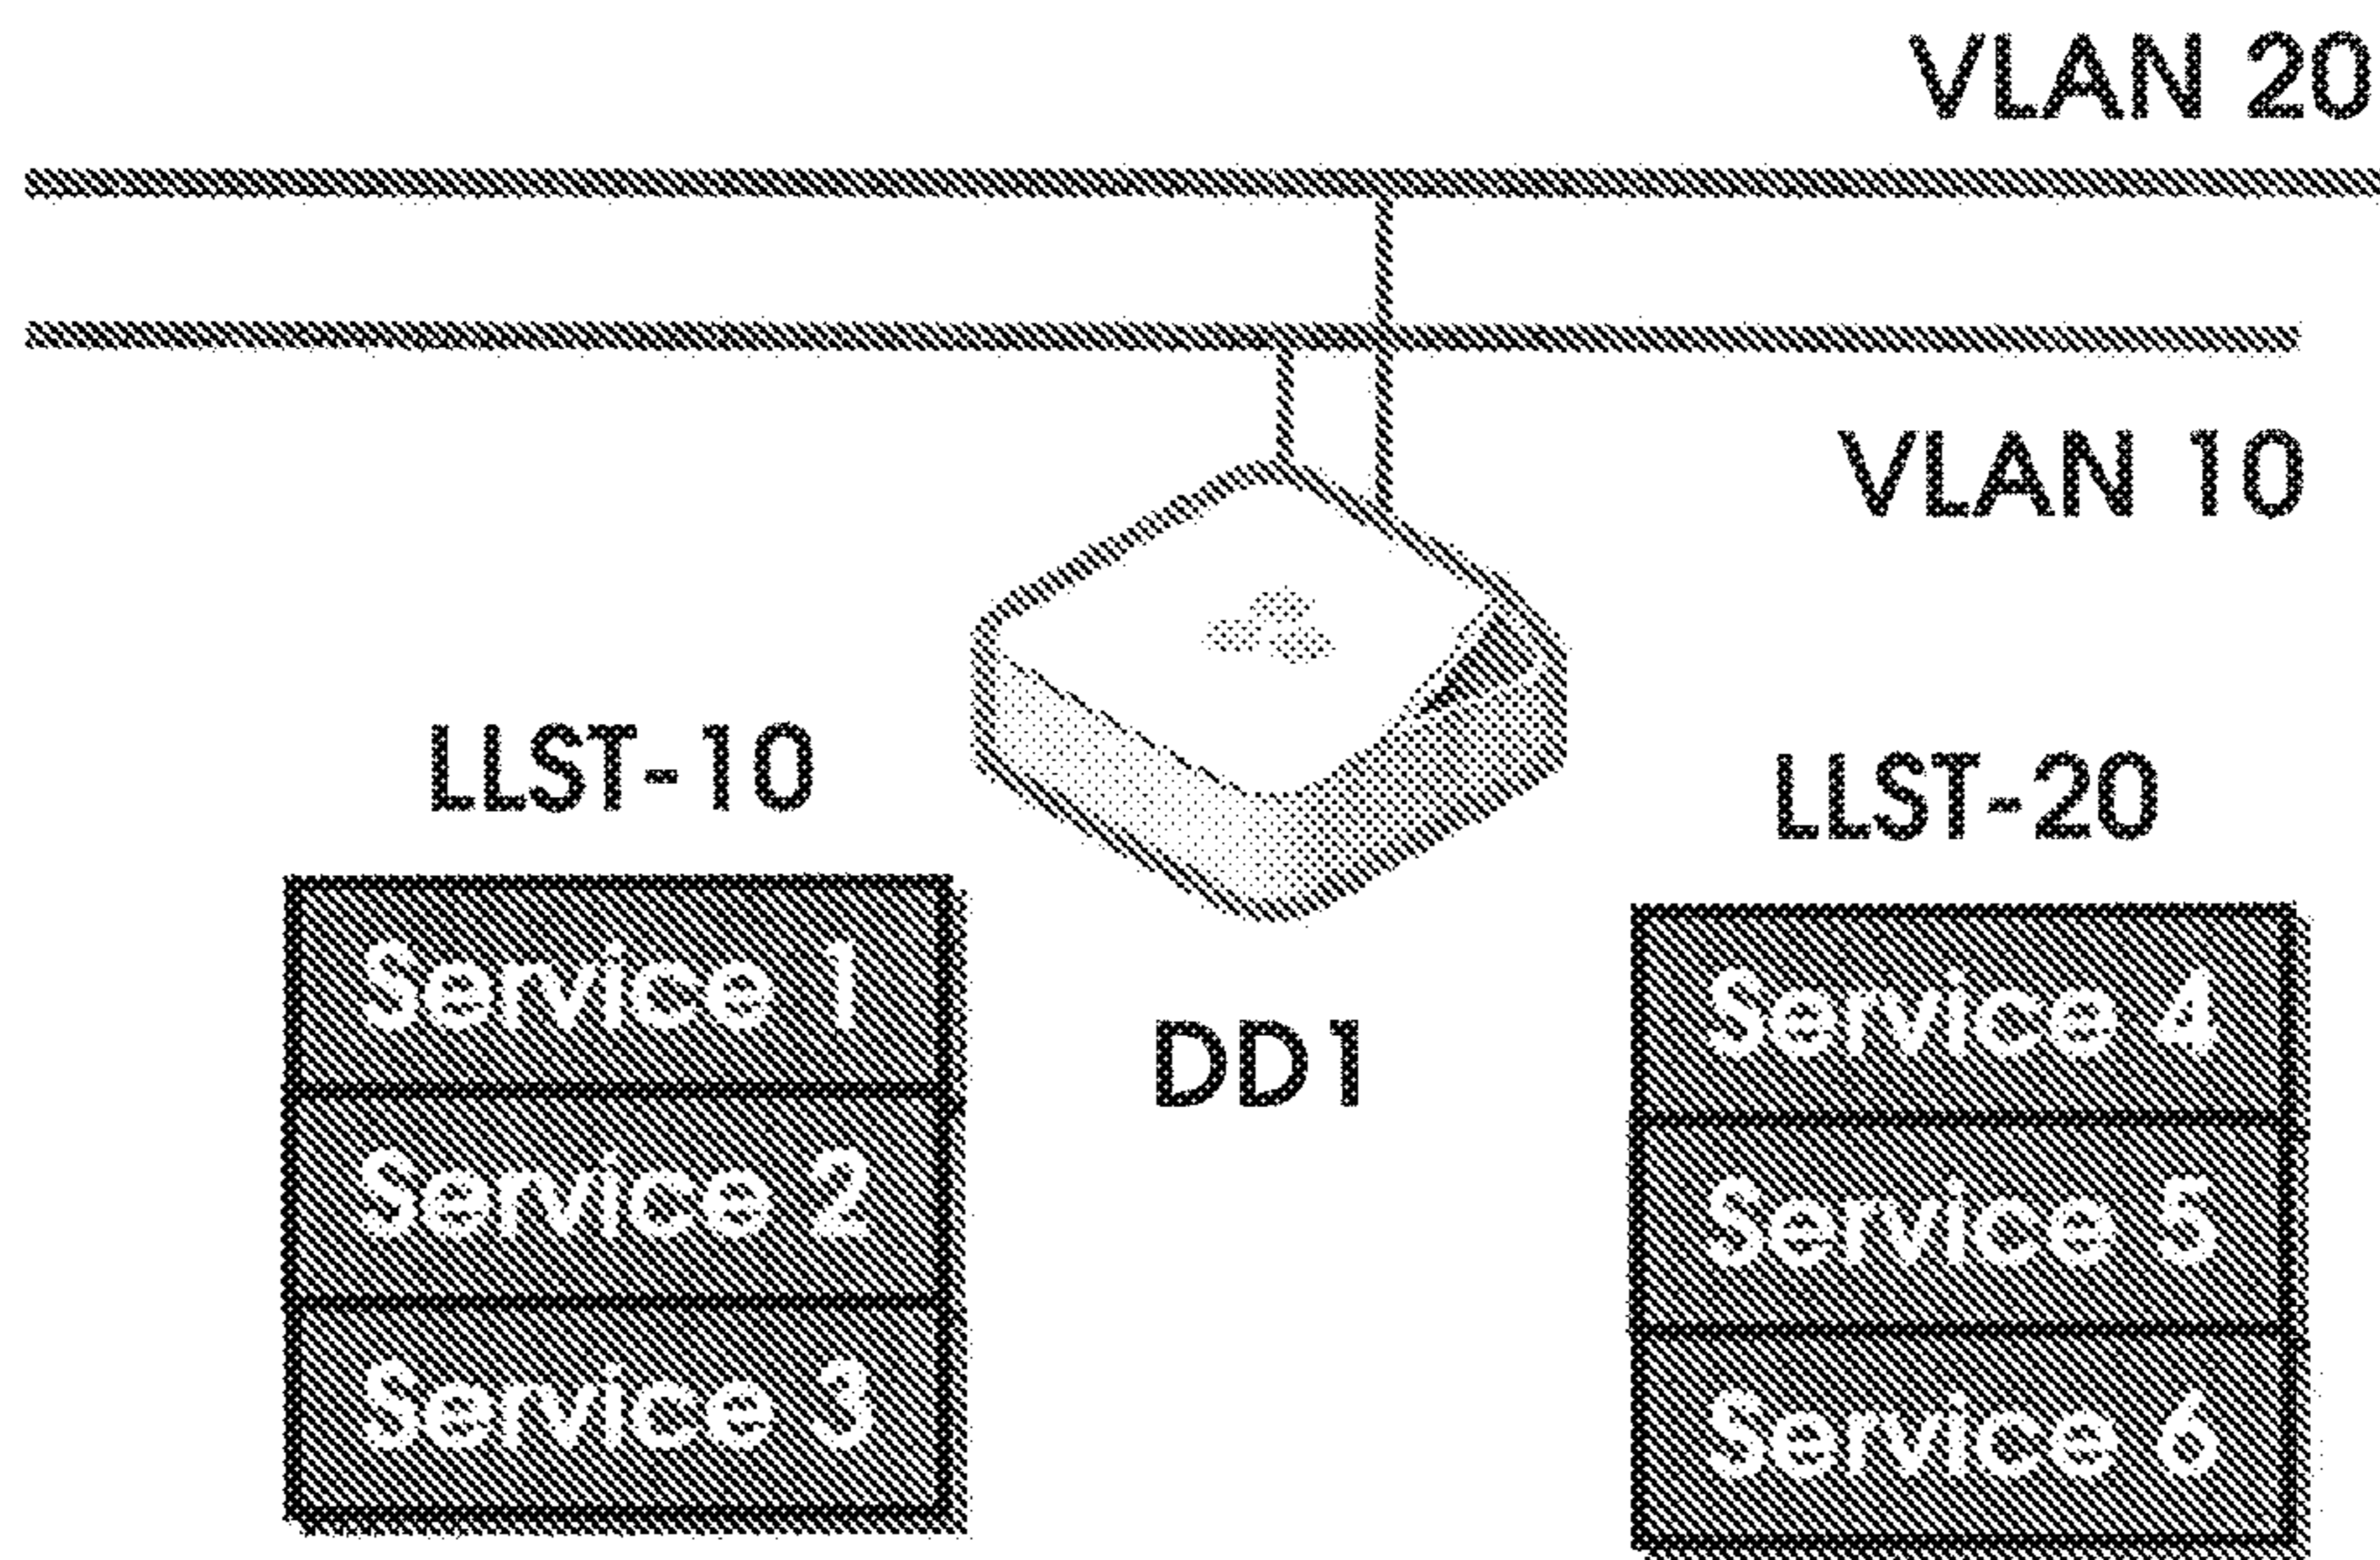 VLAN 20
VLAN 10
LLST-10
LLST-20
Service 1
Service 2
Service 3
DD1
Service 4
Service 5
Service 6